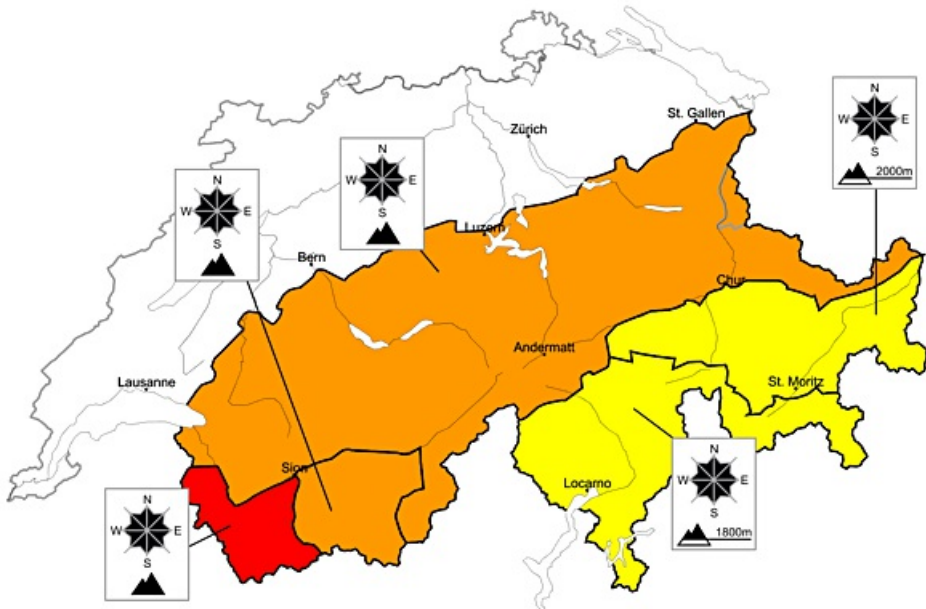 St. Gallen
Zürich
N
W E
S
2000m
N
W E
S
N
W E
S
Luzern
Bern
Chur
Andermatt
Lausanne
St. Moritz
Sion
Locarno
N
W E
S
1800m
N
W E
S